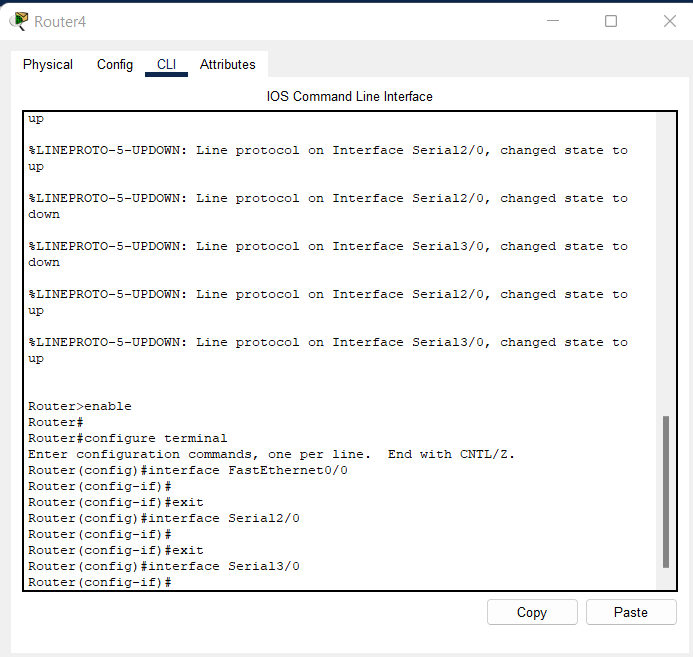 Router4
Physical Config CLI Attributes
IOS Command Line Interface
up
%LINEPROTO-5-UPDOWN: Line protocol on Interface Serial2/0, changed state to
up
%LINEPROTO-5-UPDOWN: Line protocol on Interface Serial2/0, changed state to
down
%LINEPROTO-5-UPDOWN: Line protocol on Interface Serial3/0, changed state to
down
%LINEPROTO-5-UPDOWN: Line protocol on Interface Serial2/0, changed state to
up
%LINEPROTO-5-UPDOWN: Line protocol on Interface Serial3/0, changed state to
up
Router>enable
Router#
Router#configure terminal
Enter configuration commands, one per line.  End with CNTL/Z.
Router(config)#interface FastEthernet0/0
Router(config-if)#
Router(config-if)#exit
Router(config)#interface Serial2/0
Router(config-if)#
Router(config-if)#exit
Router(config)#interface Serial3/0
Router(config-if)#
Copy Paste